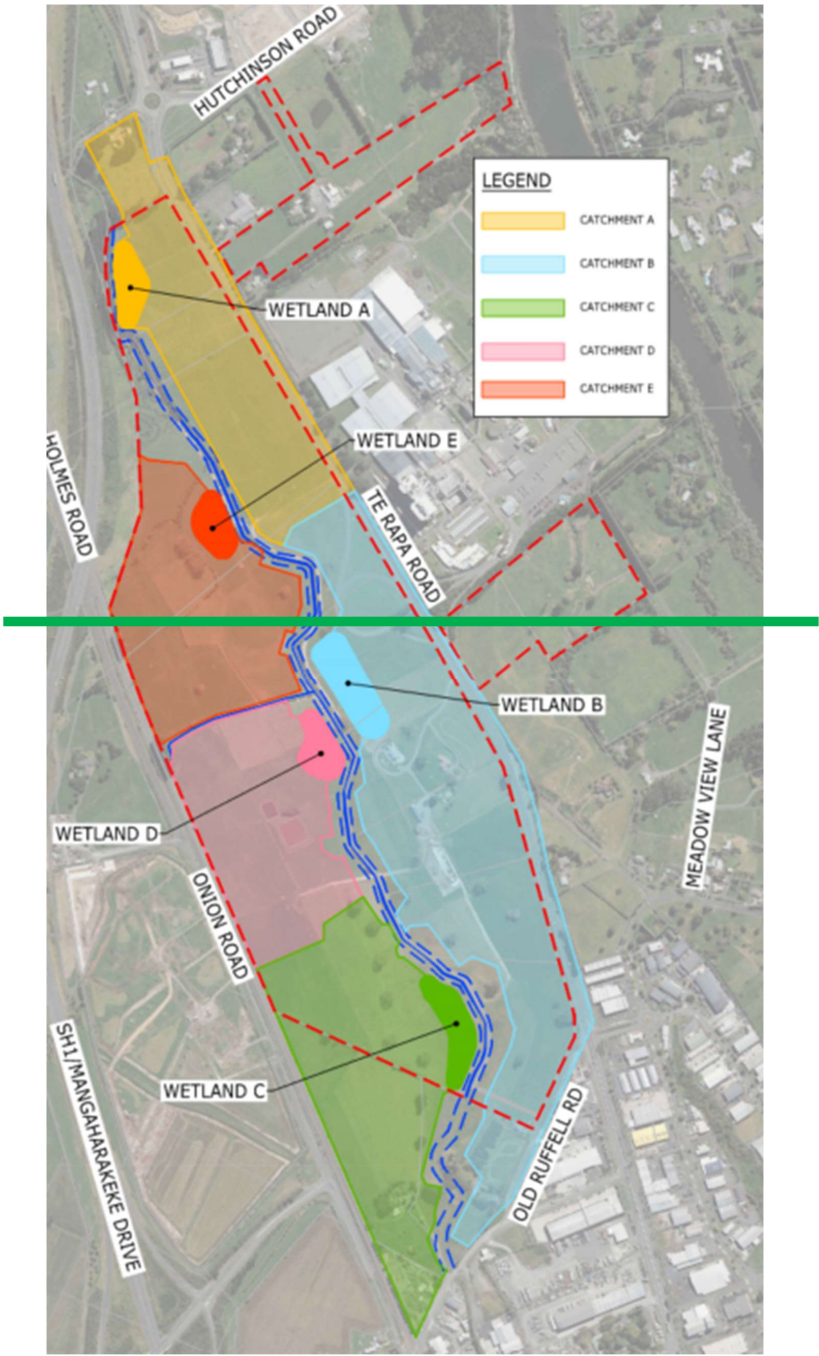 HUTCHINSON ROAD
LEGEND
CATCHMENT A
CATCHMENT B
CATCHMENT C
CATCHMENT D
CATCHMENT E
WETLAND A
WETLAND E
HOLMES ROAD
TE RAPA ROAD
WETLAND B
MEADOW VIEW LANE
WETLAND D
ONION ROAD
WETLAND C
SH1/MANGAHARAKEKE DRIVE
OLD RUFFELL RD